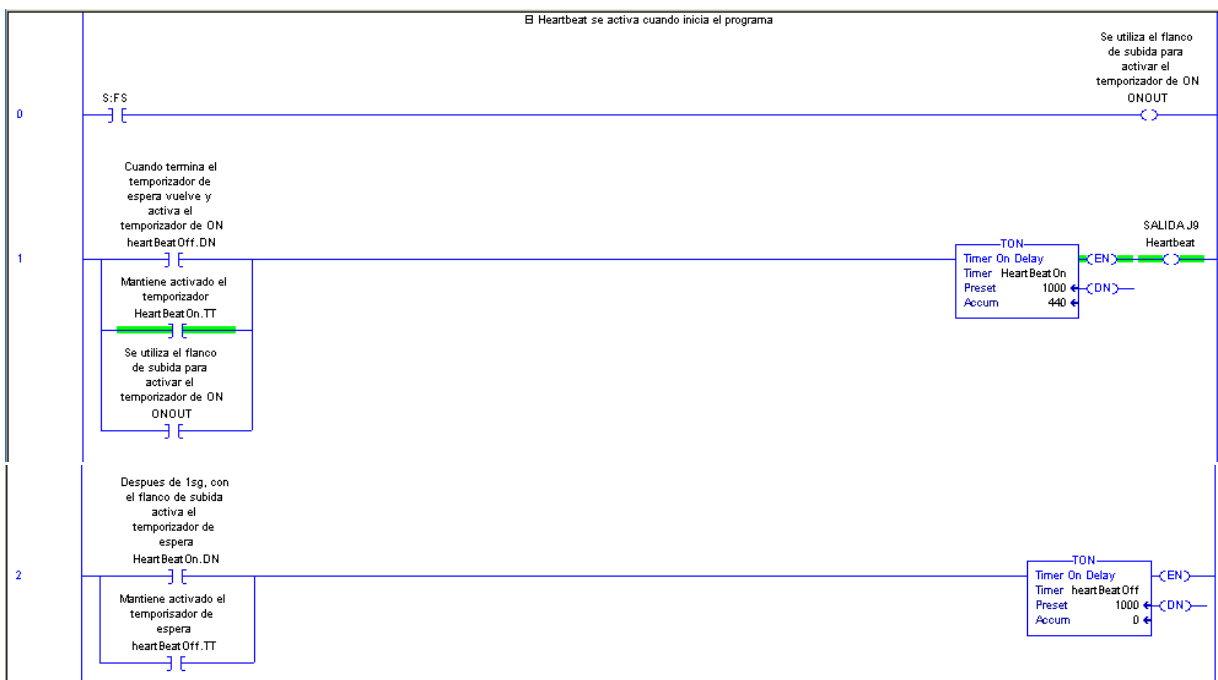 Heartbeat se activa cuando inicia el programa
Se utiliza el flanco
de subida para
activar el
temporizador de ON
ONOUT
S:FS
0
Cuando termina el
temporizador de
espera vuelve y
activa el
temporizador de ON
heartBeatOff.DN
1
Mantiene activado el
temporizador
HeartBeatOn.TT
Se utiliza el flanco
de subida para
activar el
temporizador de ON
ONOUT
TON
Timer On Delay
Timer HeartBeatOn
Preset 1000
Accum 440
EN
DN
SALIDA J9
Heartbeat
Despues de 1sg, con
el flanco de subida
activa el
temporizador de
espera
HeartBeatOn.DN
2
Mantiene activado el
temporisador de
espera
heartBeatOff.TT
TON
Timer On Delay
Timer heartBeatOff
Preset 1000
Accum 0
EN
DN